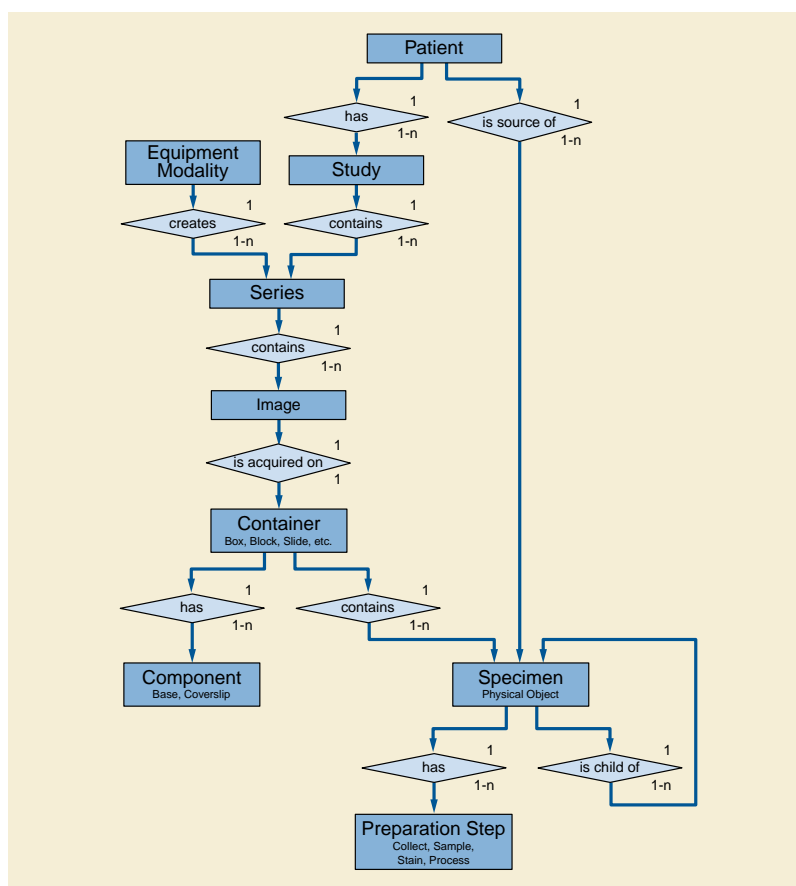 Patient
1
has
1-n
1
is source of
1-n
Equipment
Modality
Study
1
creates
1-n
1
contains
1-n
Series
1
contains
1-n
Image
1
is acquired on
1
Container
Box, Block, Slide, etc.
1
has
1-n
1
contains
1-n
Component
Base, Coverslip
Specimen
Physical Object
1
has
1-n
1
is child of
1-n
Preparation Step
Collect, Sample,
Stain, Process